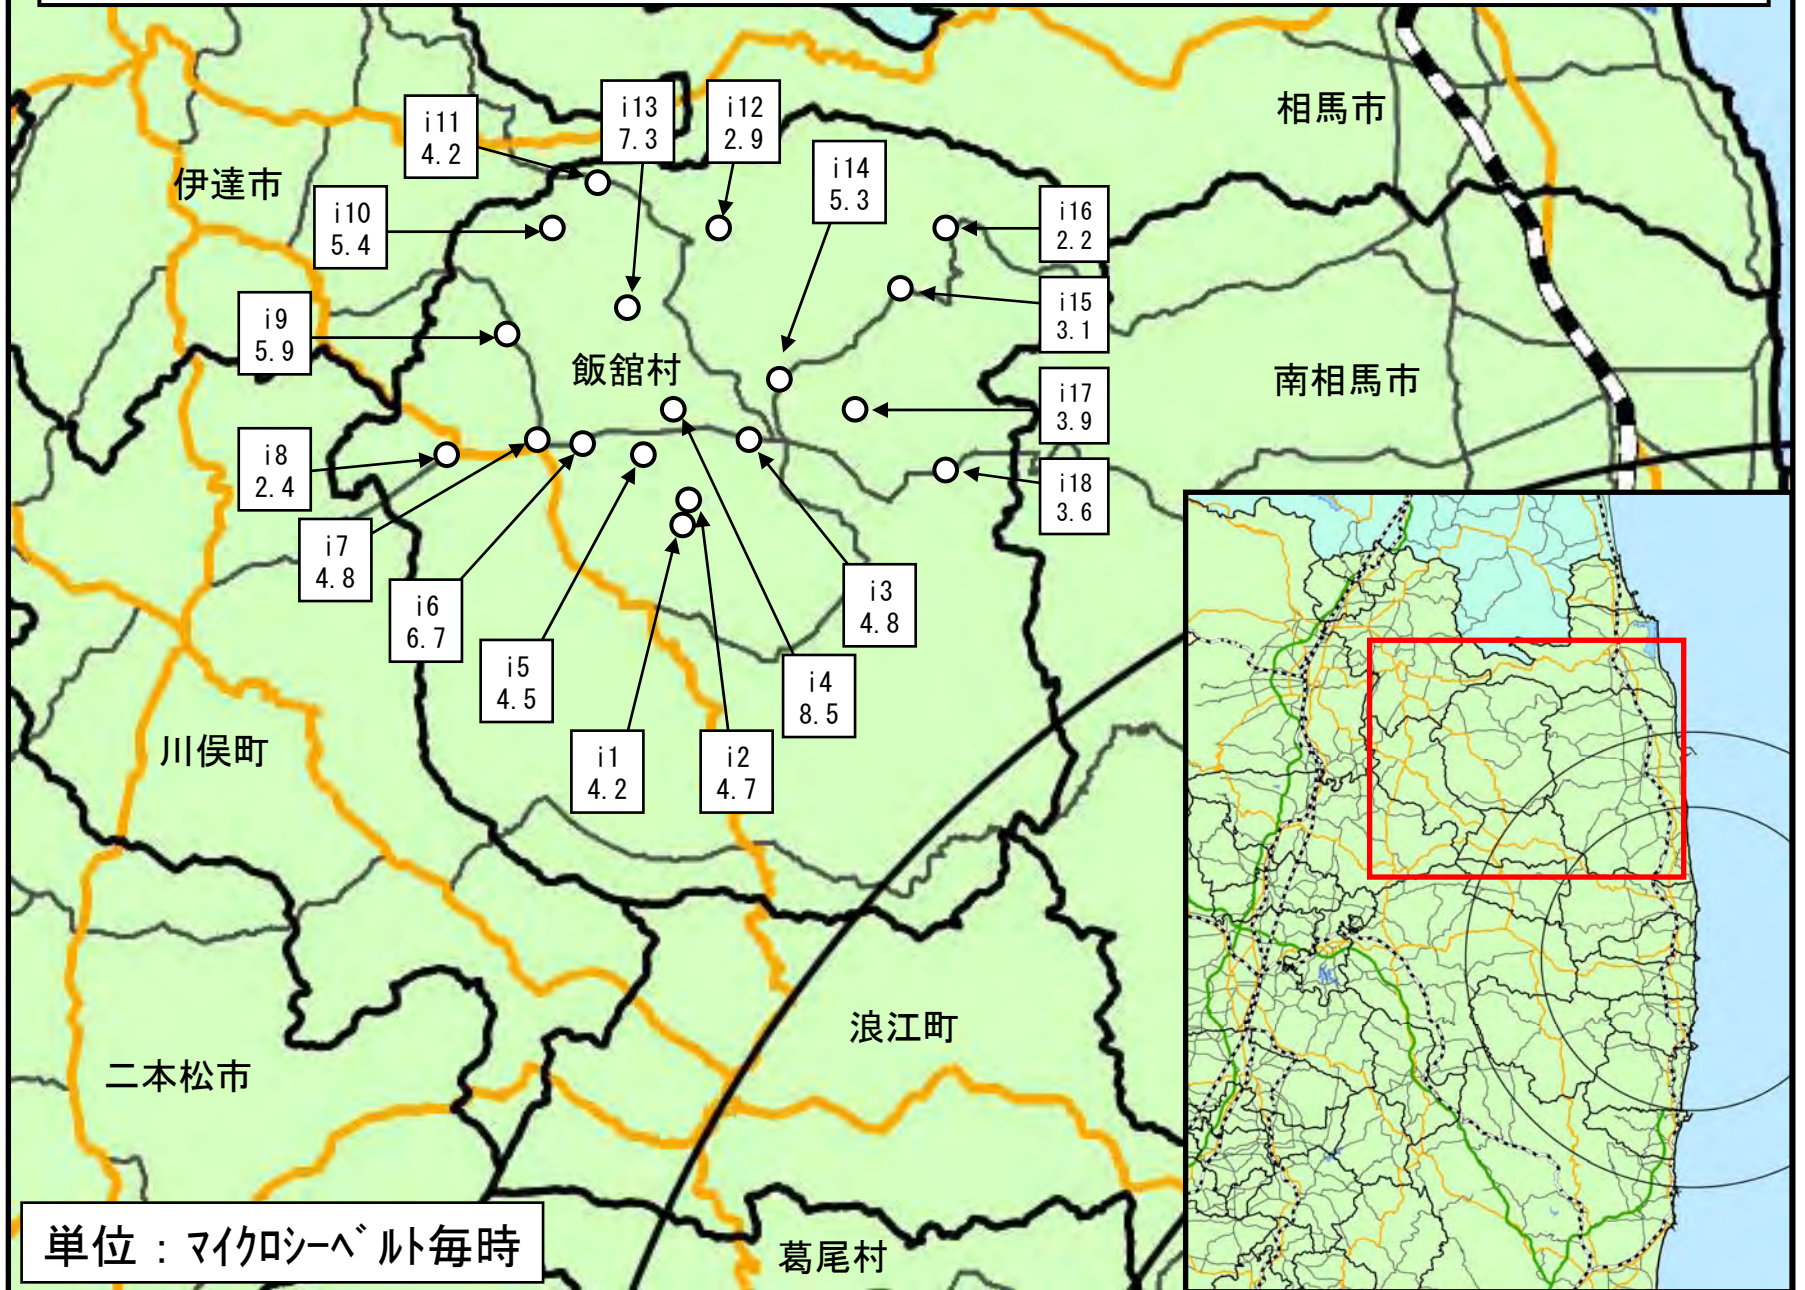 相馬市
i13
7.3
i12
2.9
i11
4.2
i14
5.3
伊達市
i10
5.4
i16
2.2
i15
3.1
i9
5.9
飯舘村
南相馬市
i17
3.9
i8
2.4
i18
3.6
i7
4.8
i6
6.7
i3
4.8
i5
4.5
i4
8.5
i1
4.2
i2
4.7
川俣町
浪江町
二本松市
単位：マイクロシーベルト毎時
葛尾村